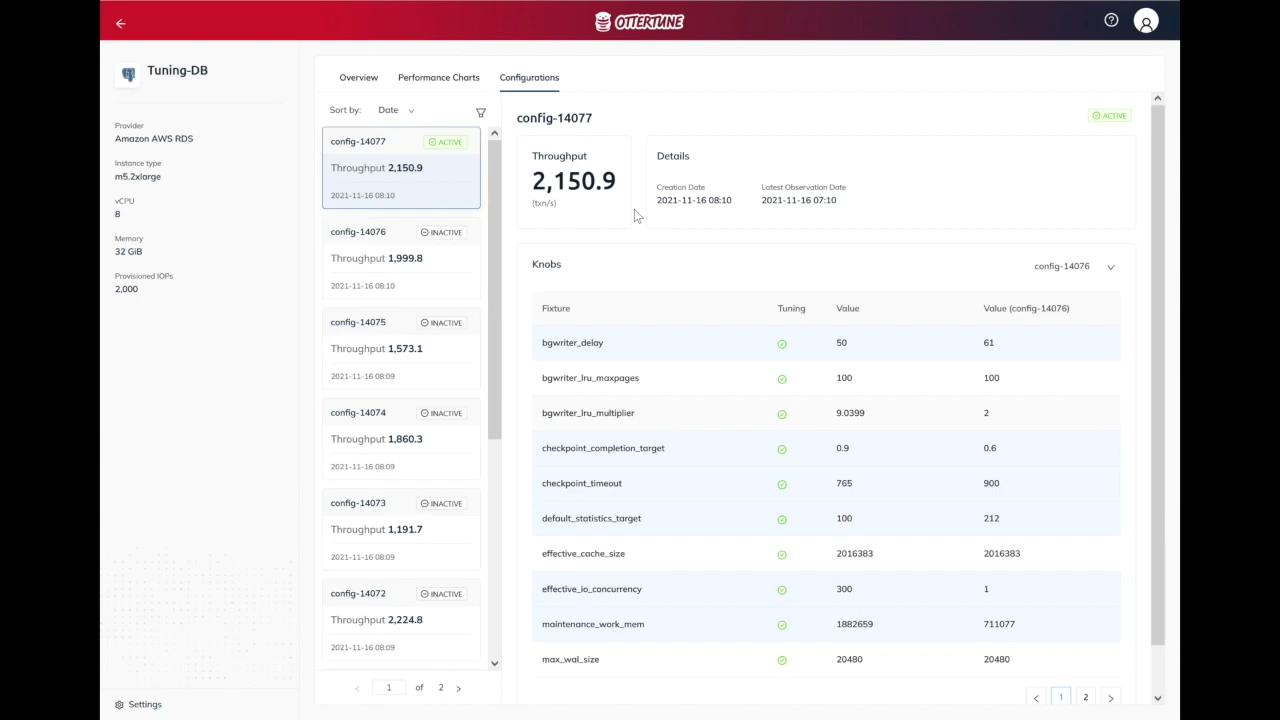 OTTERTUNE
Tuning-DB
Provider
Amazon AWS RDS
Instance type
m5.2xlarge
vCPU
8
Memory
32 GiB
Provisioned IOPs
2,000
Settings
Overview Performance Charts Configurations
Sort by: Date
config-14077 ACTIVE
Throughput 2,150.9
2021-11-16 08:10
config-14076 INACTIVE
Throughput 1,999.8
2021-11-16 08:10
config-14075 INACTIVE
Throughput 1,573.1
2021-11-16 08:09
config-14074 INACTIVE
Throughput 1,860.3
2021-11-16 08:09
config-14073 INACTIVE
Throughput 1,191.7
2021-11-16 08:09
config-14072 INACTIVE
Throughput 2,224.8
2021-11-16 08:09
< 1 of 2 >
config-14077 ACTIVE
Throughput
2,150.9
(txn/s)
Details
Creation Date Latest Observation Date
2021-11-16 08:10 2021-11-16 07:10
Knobs config-14076
Fixture Tuning Value Value (config-14076)
bgwriter_delay 50 61
bgwriter_lru_maxpages 100 100
bgwriter_lru_multiplier 9.0399 2
checkpoint_completion_target 0.9 0.6
checkpoint_timeout 765 900
default_statistics_target 100 212
effective_cache_size 2016383 2016383
effective_io_concurrency 300 1
maintenance_work_mem 1882659 711077
max_wal_size 20480 20480
< 1 2 >